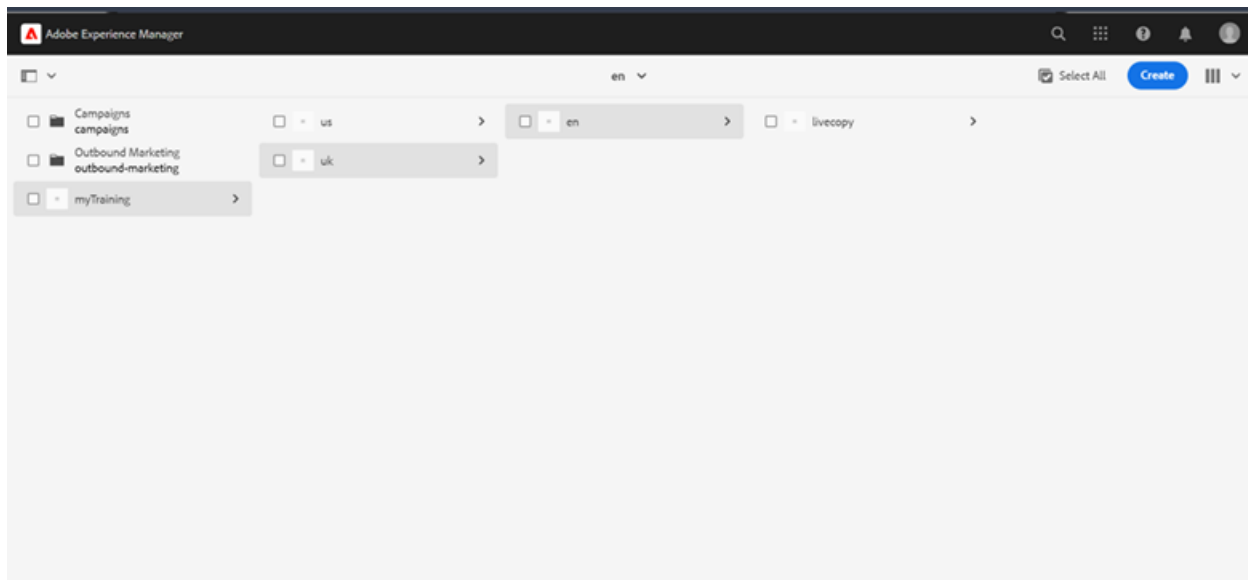 Adobe Experience Manager
en
Select All
Create
Campaigns
campaigns
Outbound Marketing
outbound-marketing
myTraining
us
uk
en
livecopy